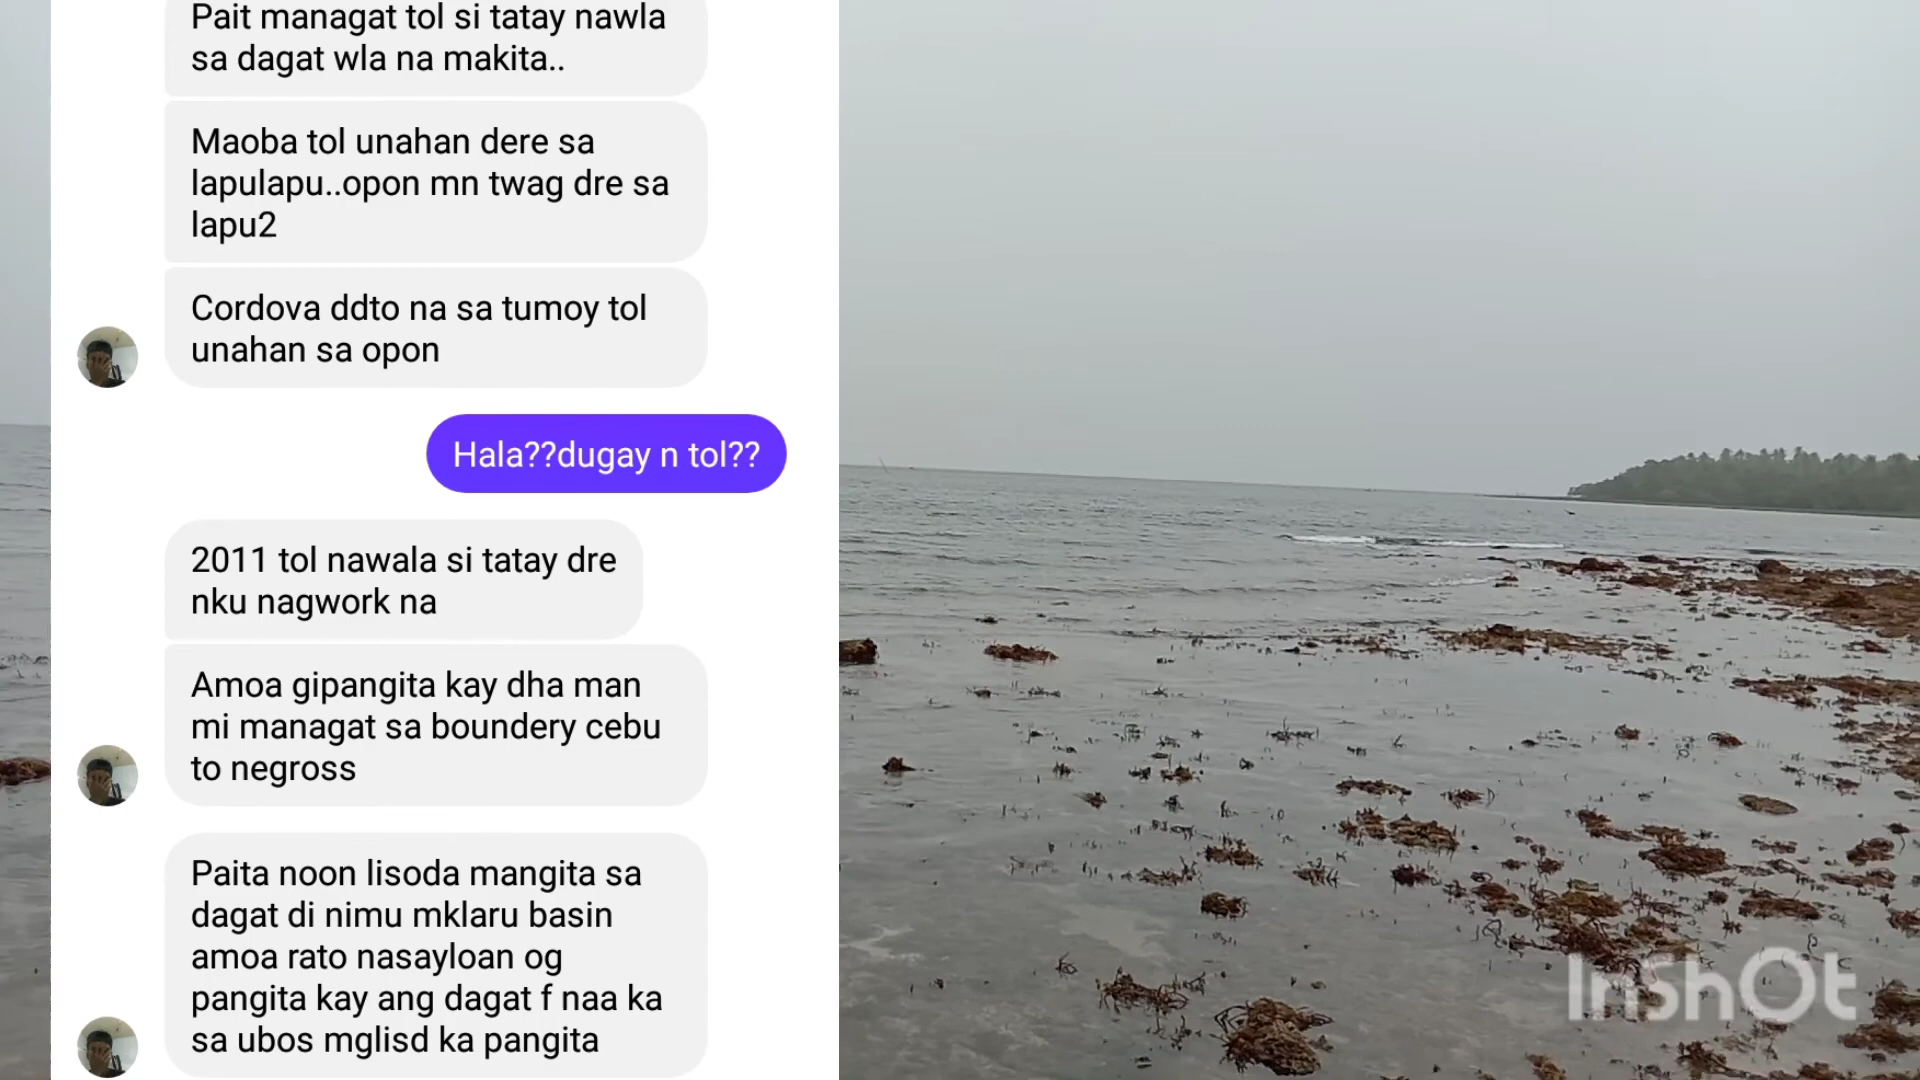 Pait managat tol si tatay nawla
sa dagat wla na makita..
Maoba tol unahan dere sa
lapulapu..opon mn twag dre sa
lapu2
Cordova ddto na sa tumoy tol
unahan sa opon
Hala??dugay n tol??
2011 tol nawala si tatay dre
nku nagwork na
Amoa gipangita kay dha man
mi managat sa boundery cebu
to negross
Paita noon lisoda mangita sa
dagat di nimu mklaru basin
amoa rato nasayloan og
pangita kay ang dagat f naa ka
sa ubos mglisd ka pangita
InShOt